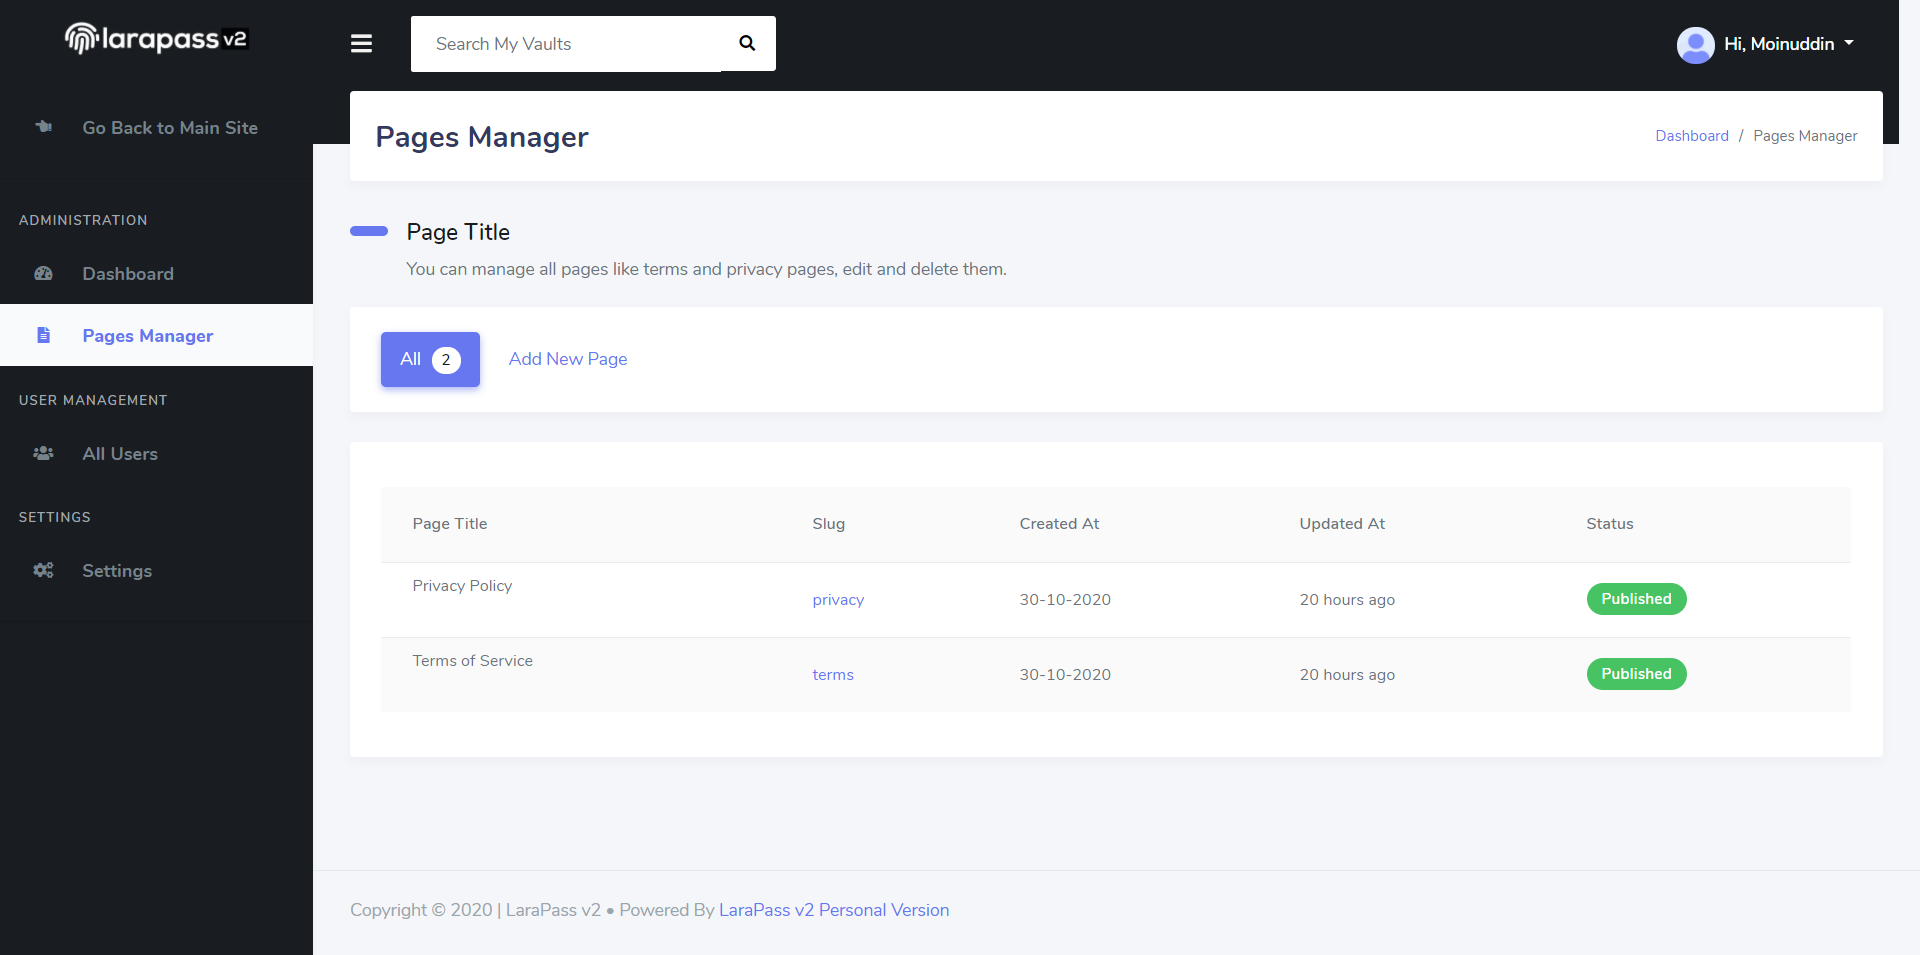 larapass v2
Search My Vaults
Hi, Moinuddin
Go Back to Main Site
ADMINISTRATION
Dashboard
Pages Manager
USER MANAGEMENT
All Users
SETTINGS
Settings
Pages Manager
Dashboard / Pages Manager
Page Title
You can manage all pages like terms and privacy pages, edit and delete them.
All 2 Add New Page
Page Title Slug Created At Updated At Status
Privacy Policy privacy 30-10-2020 20 hours ago Published
Terms of Service terms 30-10-2020 20 hours ago Published
Copyright © 2020 | LaraPass v2 • Powered By LaraPass v2 Personal Version